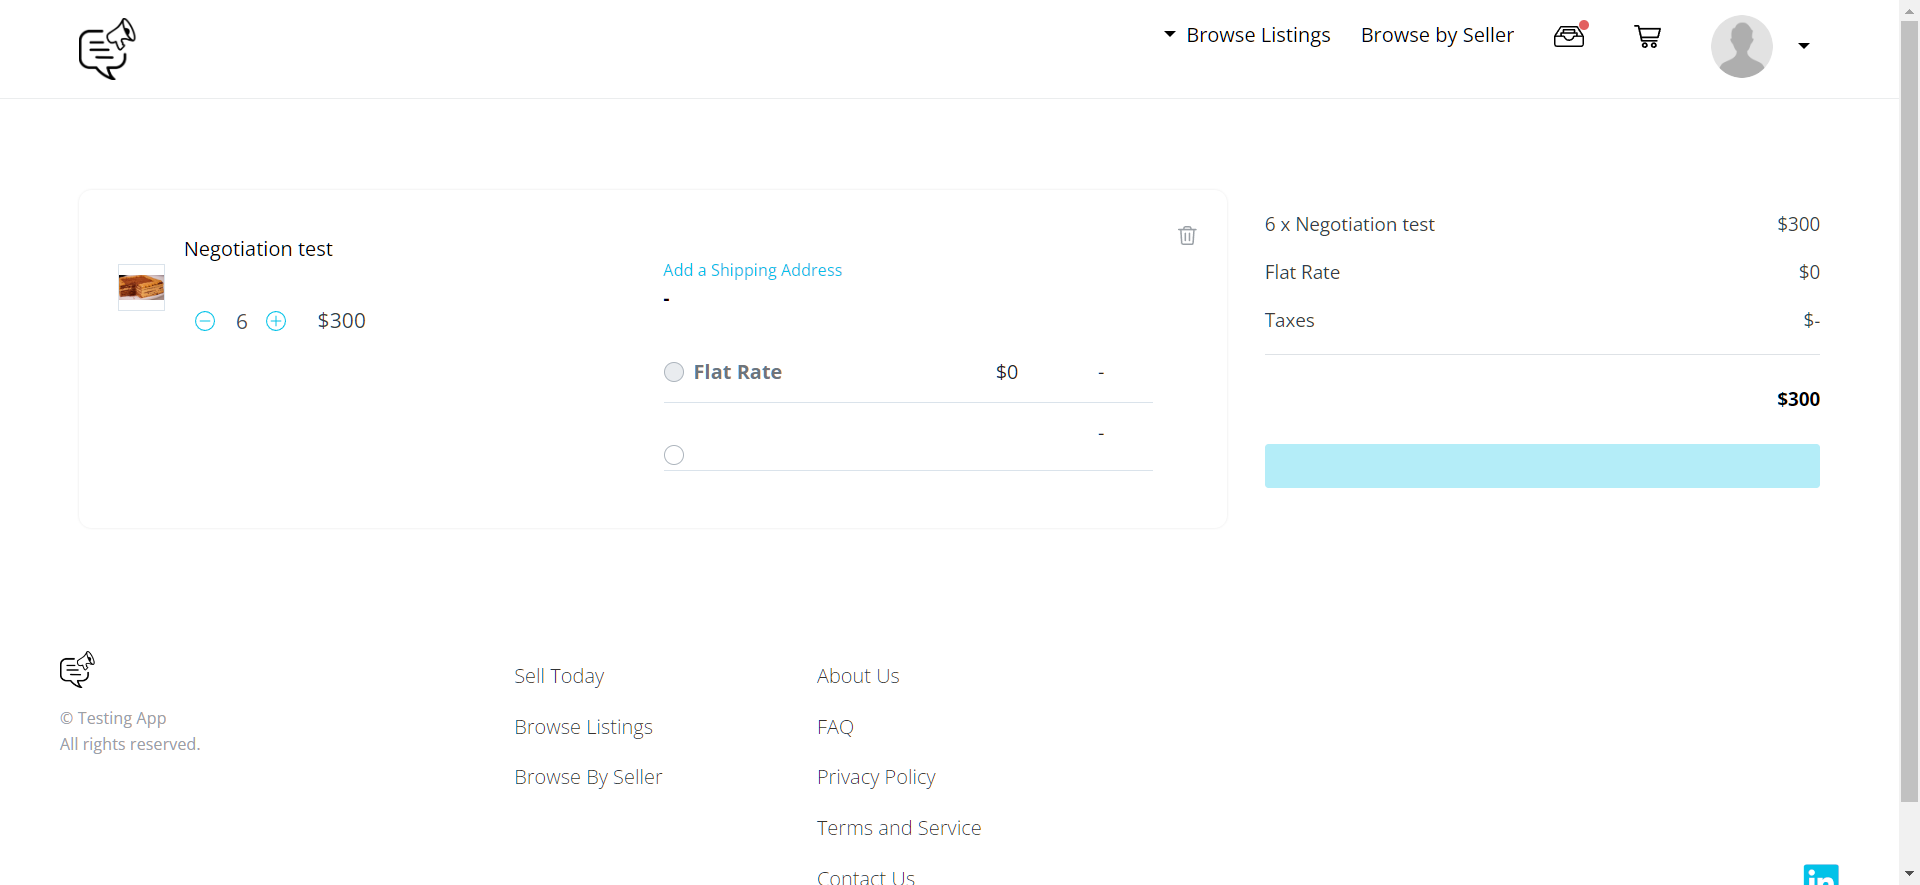 Browse Listings
Browse by Seller
Negotiation test
6
$300
Add a Shipping Address
-
Flat Rate
$0
-
-
6 x Negotiation test
$300
Flat Rate
$0
Taxes
$-
$300
© Testing App
All rights reserved.
Sell Today
Browse Listings
Browse By Seller
About Us
FAQ
Privacy Policy
Terms and Service
Contact Us
in